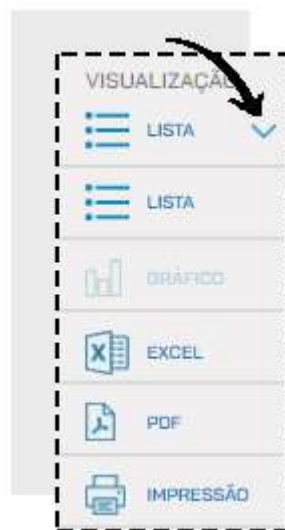 VISUALIZAÇÃO
LISTA
LISTA
GRÁFICO
EXCEL
PDF
IMPRESSÃO